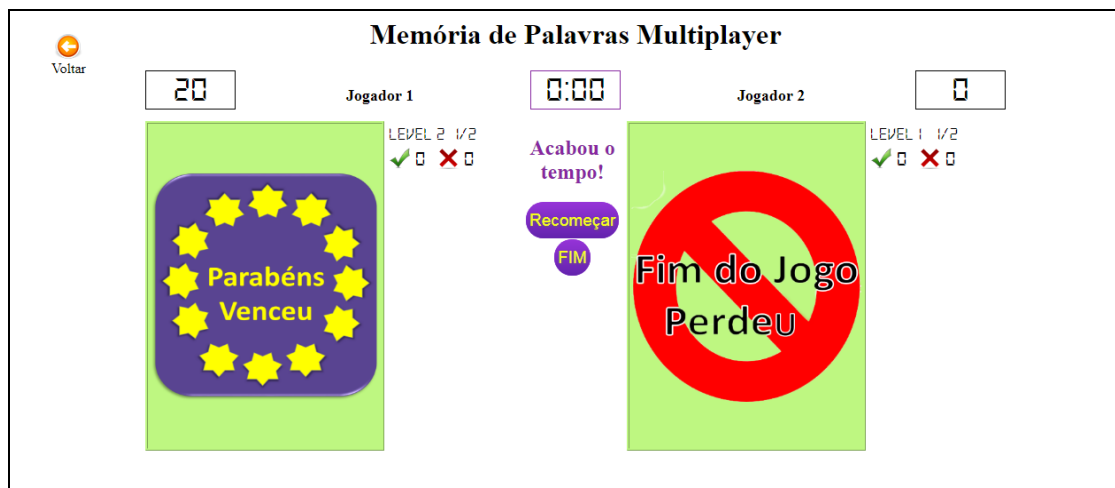 Memória de Palavras Multiplayer
Voltar
20
Jogador 1
0:00
Jogador 2
0
LEVEL 2 1/2
0 0
Parabéns
Venceu
Acabou o
tempo!
Recomeçar
FIM
LEVEL 1 1/2
0 0
Fim do Jogo
Perdeu